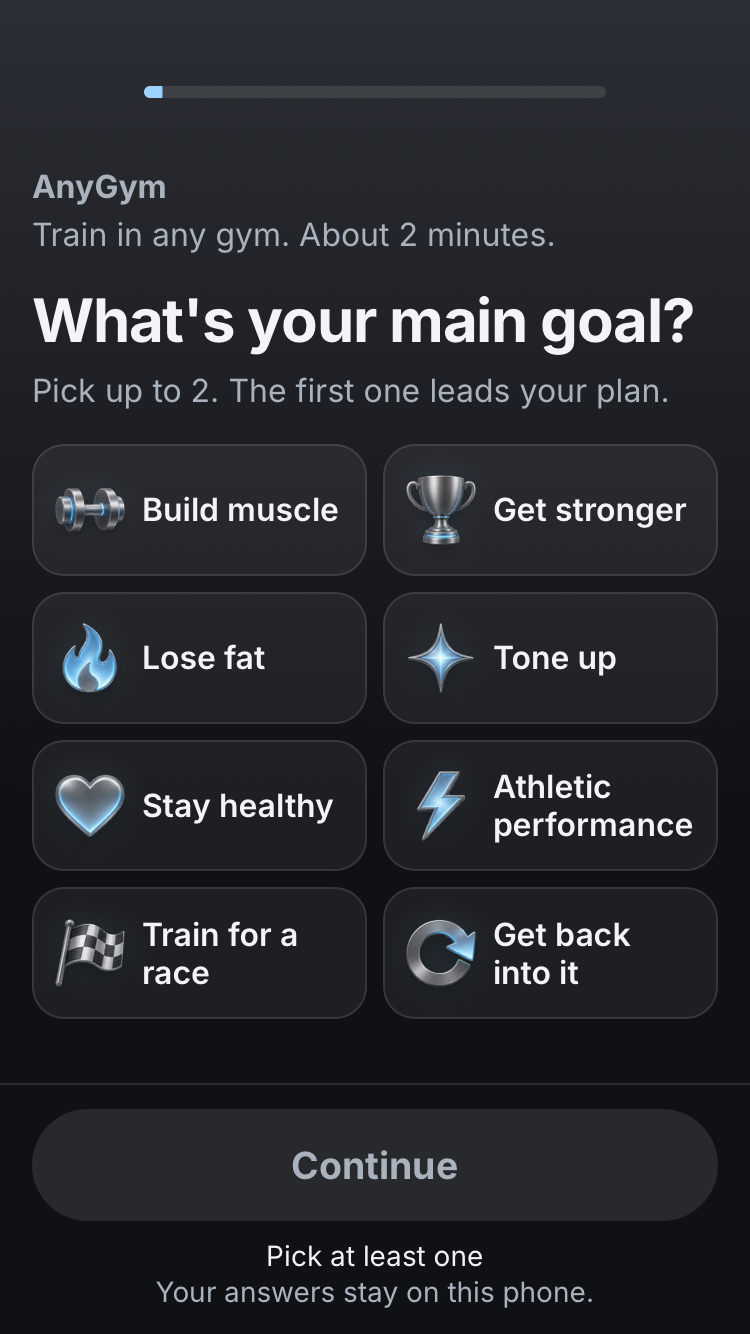 AnyGym
Train in any gym. About 2 minutes.
What's your main goal?
Pick up to 2. The first one leads your plan.
Build muscle
Get stronger
Lose fat
Tone up
Stay healthy
Athletic
performance
Train for a
race
Get back
into it
Continue
Pick at least one
Your answers stay on this phone.